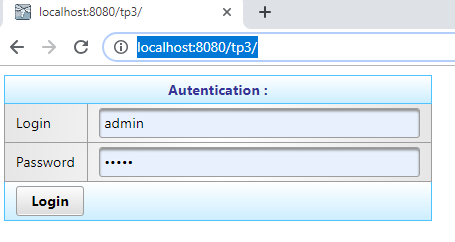 localhost:8080/tp3/
localhost:8080/tp3/
Autentication :
Login admin
Password •••••
Login